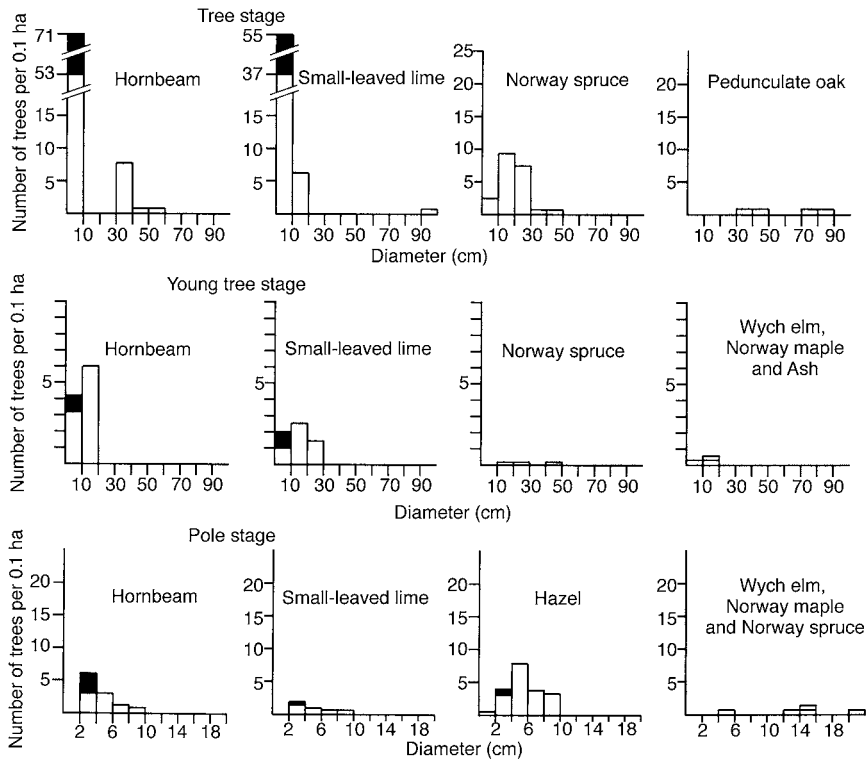 Tree stage
Number of trees per 0.1 ha
71
53
15
10
5
Hornbeam
10 30 50 70 90
55
37
15
10
5
Small-leaved lime
10 30 50 70 90
25
20
15
10
5
Norway spruce
10 30 50 70 90
20
15
10
5
Pedunculate oak
10 30 50 70 90
Diameter (cm)
Young tree stage
Number of trees per 0.1 ha
5
Hornbeam
10 30 50 70 90
5
Small-leaved lime
10 30 50 70 90
5
Norway spruce
10 30 50 70 90
5
Wych elm,
Norway maple
and Ash
10 30 50 70 90
Diameter (cm)
Pole stage
Number of trees per 0.1 ha
20
15
10
5
Hornbeam
2 6 10 14 18
20
15
10
5
Small-leaved lime
2 6 10 14 18
20
15
10
5
Hazel
2 6 10 14 18
20
15
10
5
Wych elm,
Norway maple
and Norway spruce
2 6 10 14 18
Diameter (cm)